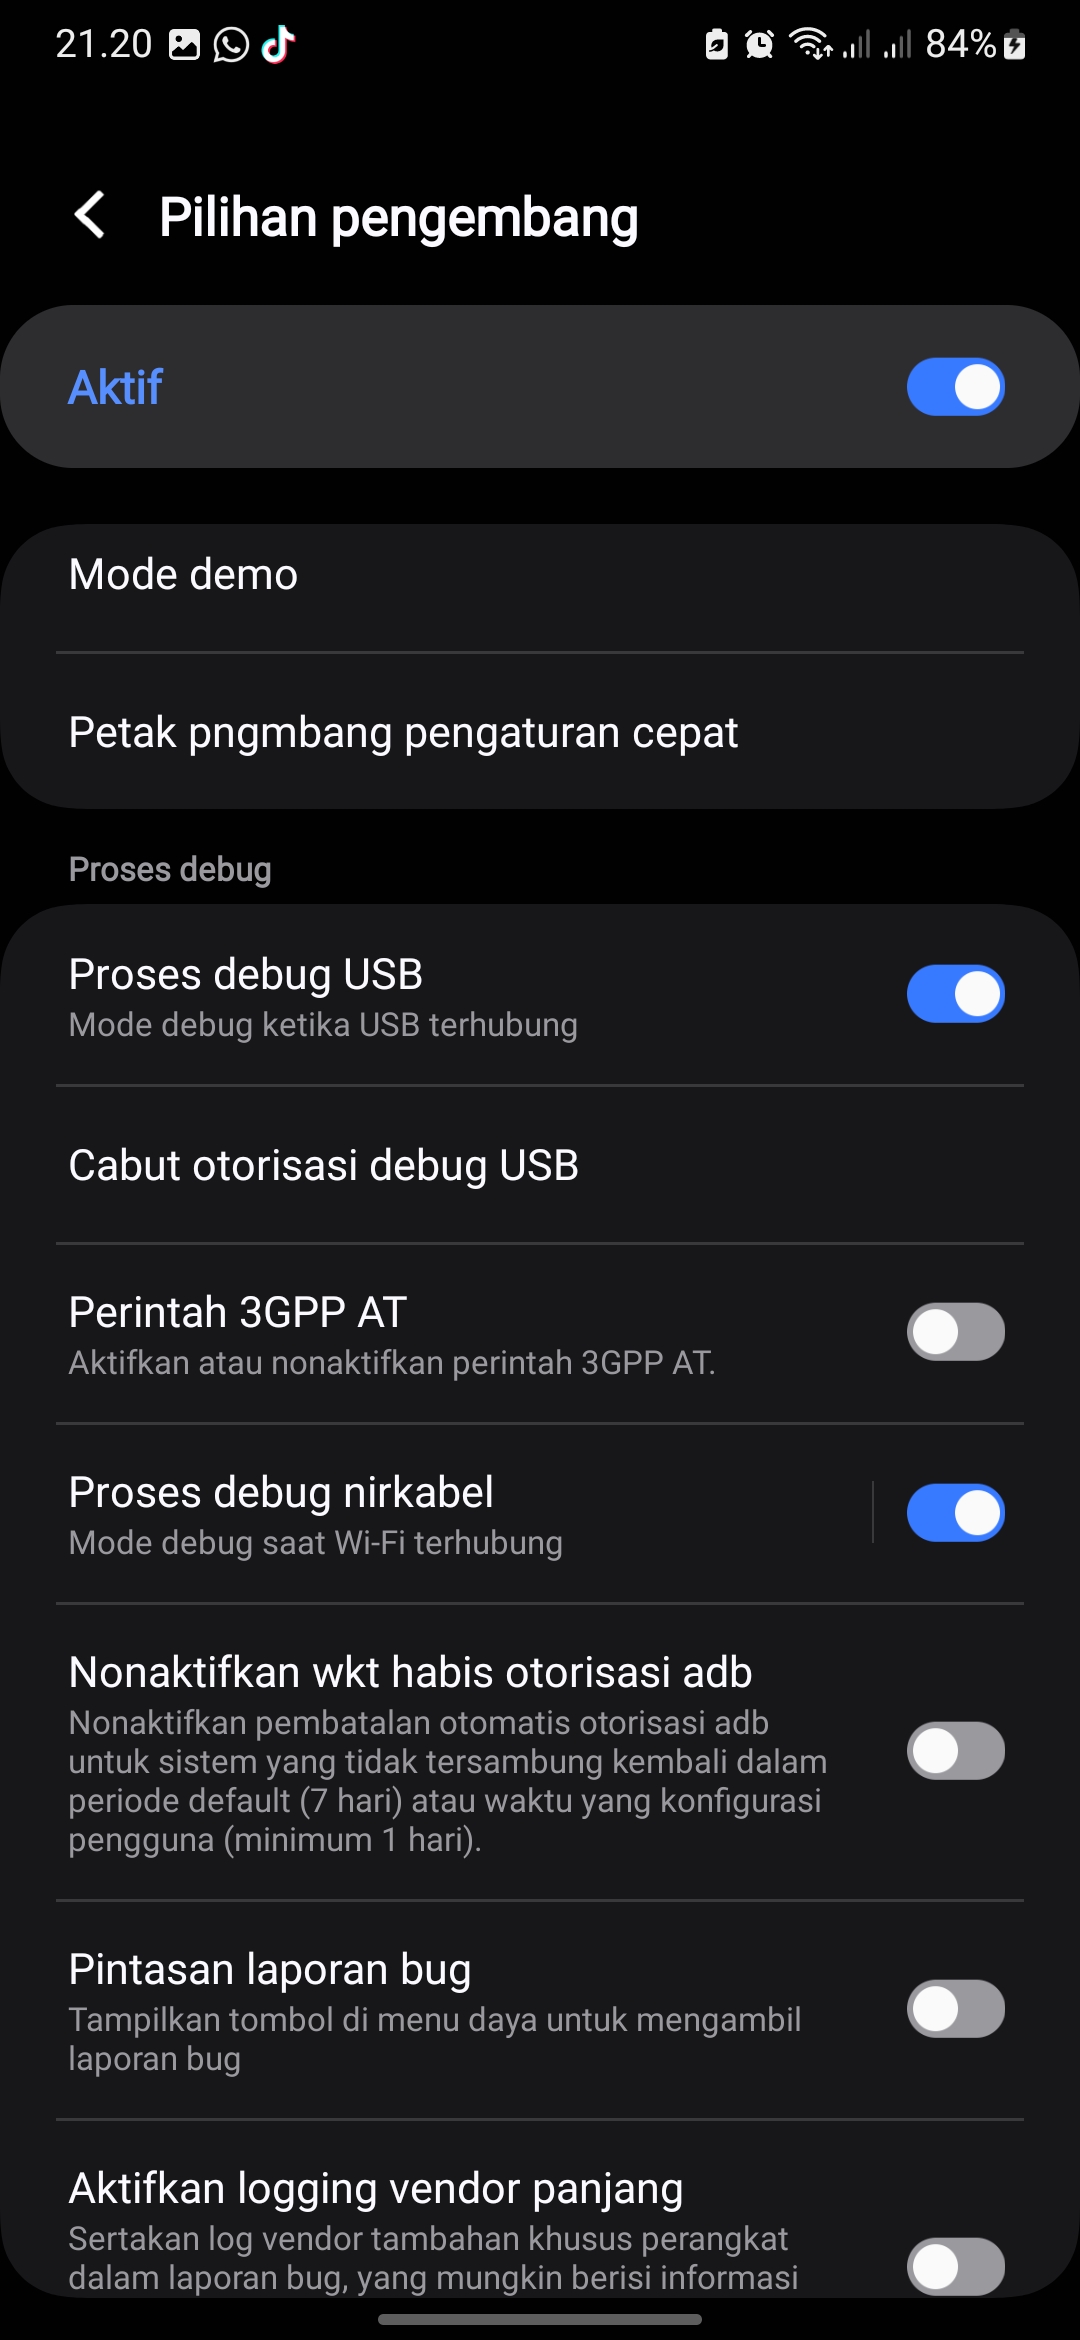 21.20 84%
Pilihan pengembang
Aktif
Mode demo
Petak pngmbang pengaturan cepat
Proses debug
Proses debug USB
Mode debug ketika USB terhubung
Cabut otorisasi debug USB
Perintah 3GPP AT
Aktifkan atau nonaktifkan perintah 3GPP AT.
Proses debug nirkabel
Mode debug saat Wi-Fi terhubung
Nonaktifkan wkt habis otorisasi adb
Nonaktifkan pembatalan otomatis otorisasi adb
untuk sistem yang tidak tersambung kembali dalam
periode default (7 hari) atau waktu yang konfigurasi
pengguna (minimum 1 hari).
Pintasan laporan bug
Tampilkan tombol di menu daya untuk mengambil
laporan bug
Aktifkan logging vendor panjang
Sertakan log vendor tambahan khusus perangkat
dalam laporan bug, yang mungkin berisi informasi